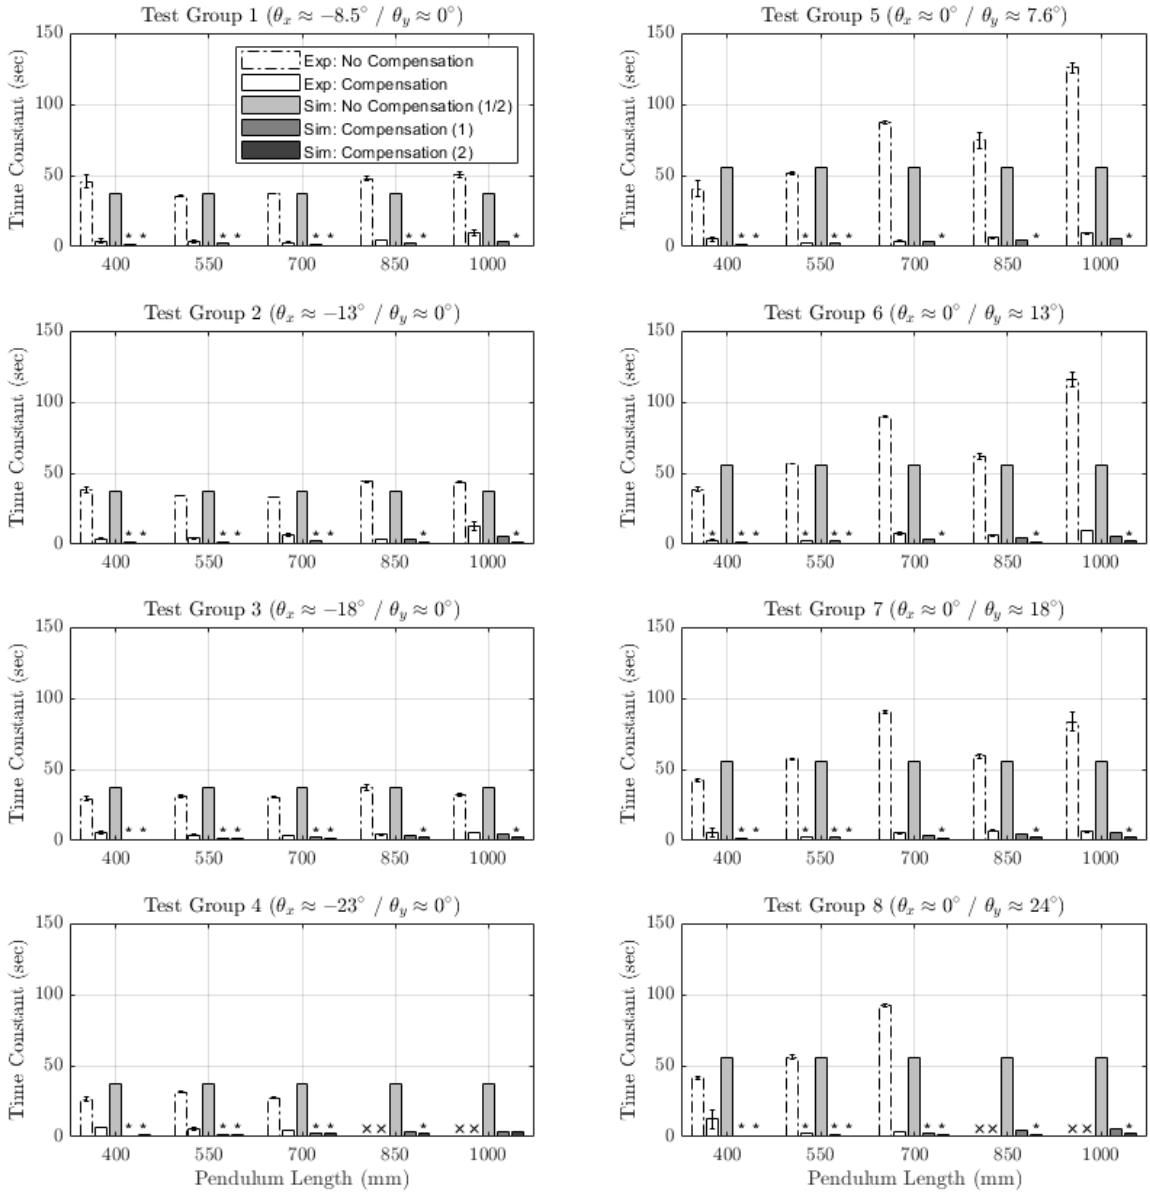 Test Group 1 (θx ≈ −8.5° / θy ≈ 0°)
150
100
50
0
Time Constant (sec)
Exp: No Compensation
Exp: Compensation
Sim: No Compensation (1/2)
Sim: Compensation (1)
Sim: Compensation (2)
* * * * * * * * *
400 550 700 850 1000
Test Group 5 (θx ≈ 0° / θy ≈ 7.6°)
150
100
50
0
Time Constant (sec)
* * * * * * *
400 550 700 850 1000
Test Group 2 (θx ≈ −13° / θy ≈ 0°)
150
100
50
0
Time Constant (sec)
* * * * * * * *
400 550 700 850 1000
Test Group 6 (θx ≈ 0° / θy ≈ 13°)
150
100
50
0
Time Constant (sec)
* * * * * *
400 550 700 850 1000
Test Group 3 (θx ≈ −18° / θy ≈ 0°)
150
100
50
0
Time Constant (sec)
* * * * * * *
400 550 700 850 1000
Test Group 7 (θx ≈ 0° / θy ≈ 18°)
150
100
50
0
Time Constant (sec)
* * * * * *
400 550 700 850 1000
Test Group 4 (θx ≈ −23° / θy ≈ 0°)
150
100
50
0
Time Constant (sec)
* * * * * * × × * × ×
400 550 700 850 1000
Pendulum Length (mm)
Test Group 8 (θx ≈ 0° / θy ≈ 24°)
150
100
50
0
Time Constant (sec)
* * * * * * × × * × × *
400 550 700 850 1000
Pendulum Length (mm)